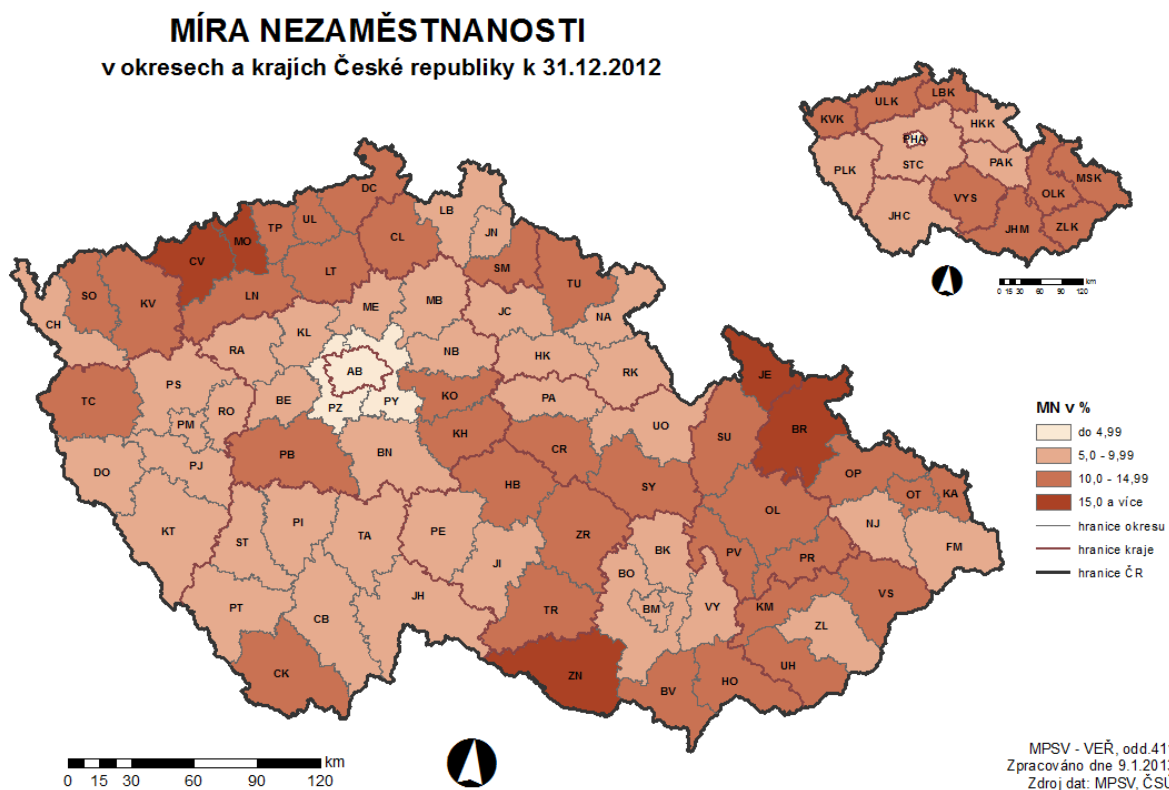 MÍRA NEZAMĚSTNANOSTI
v okresech a krajích České republiky k 31.12.2012
KVK
ULK
LBK
HKK
PHA
STC
PLK
PAK
MSK
OLK
VYS
JHC
JHM
ZLK
0 15 30 60 90 120 km
DC
LB
JN
UL
TP
MO
CV
CL
LT
SM
TU
SO
KV
LN
CH
ME
MB
JC
NA
KL
RA
NB
HK
RK
AB
TC
PS
RO
BE
PZ
PY
KO
PA
JE
PM
UO
KH
SU
BR
DO
PJ
PB
BN
CR
OP
HB
SY
OT
KA
OL
KT
ST
PI
TA
PE
ZR
NJ
FM
JI
BK
PV
PR
BO
VS
PT
CB
JH
TR
BM
VY
KM
ZL
CK
ZN
BV
HO
UH
MN v %
do 4,99
5,0 - 9,99
10,0 - 14,99
15,0 a více
hranice okresu
hranice kraje
hranice ČR
0 15 30 60 90 120 km
MPSV - VEŘ, odd.411
Zpracováno dne 9.1.2013
Zdroj dat: MPSV, ČSÚ